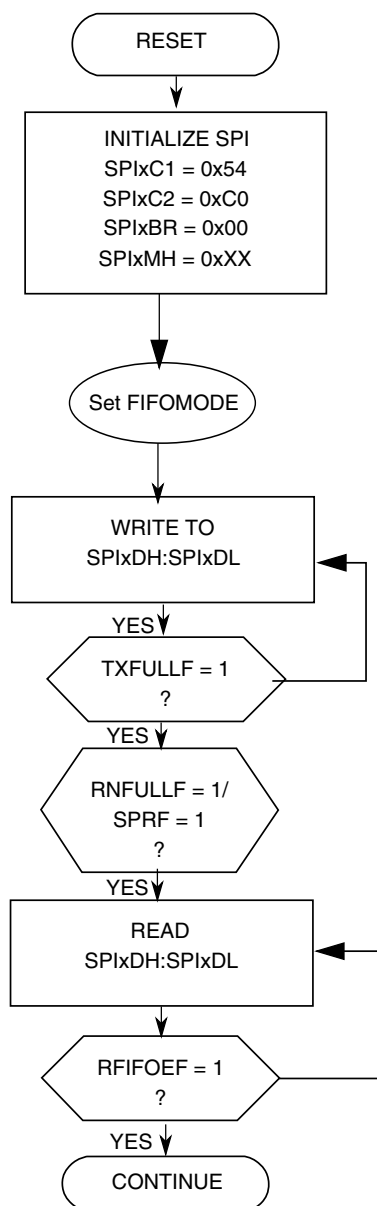 RESET
INITIALIZE SPI
SPIxC1 = 0x54
SPIxC2 = 0xC0
SPIxBR = 0x00
SPIxMH = 0xXX
Set FIFOMODE
WRITE TO
SPIxDH:SPIxDL
YES
TXFULLF = 1
?
YES
RNFULLF = 1/
SPRF = 1
?
YES
READ
SPIxDH:SPIxDL
RFIFOEF = 1
?
YES
CONTINUE